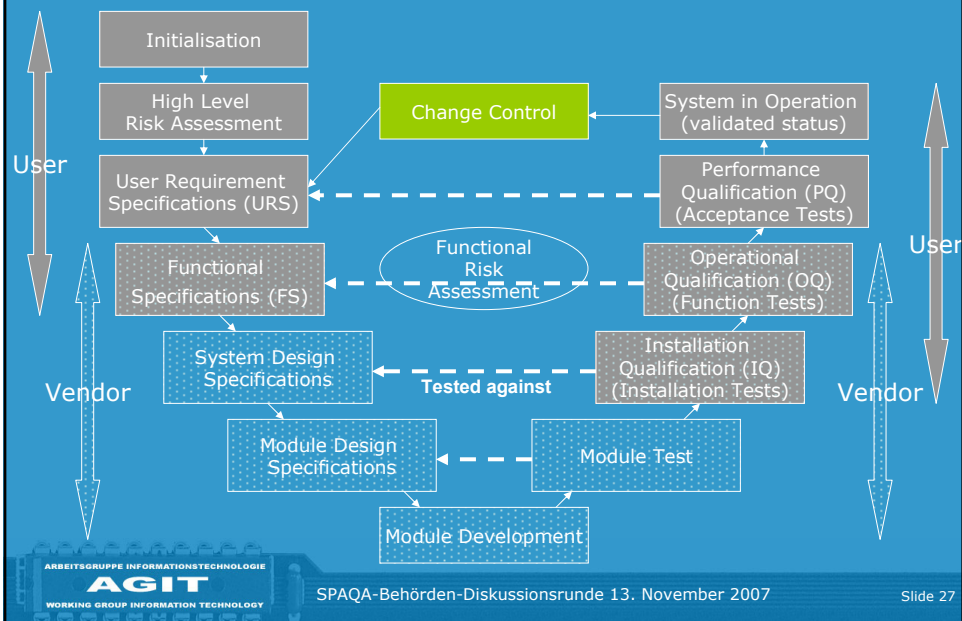 Initialisation
High Level
Risk Assessment
Change Control
System in Operation
(validated status)
User
User Requirement
Specifications (URS)
Performance
Qualification (PQ)
(Acceptance Tests)
Functional
Specifications (FS)
Functional
Risk
Assessment
Operational
Qualification (OQ)
(Function Tests)
User
System Design
Specifications
Tested against
Installation
Qualification (IQ)
(Installation Tests)
Vendor
Vendor
Module Design
Specifications
Module Test
Module Development
ARBEITSGRUPPE INFORMATIONSTECHNOLOGIE
AGIT
WORKING GROUP INFORMATION TECHNOLOGY
SPAQA-Behörden-Diskussionsrunde 13. November 2007
Slide 27